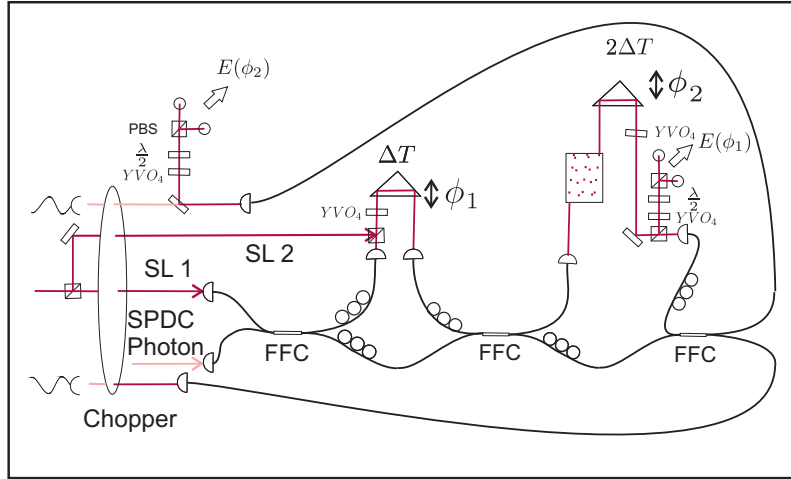 2ΔT
E(ϕ₂)
ϕ₂
PBS
YVO₄
E(ϕ₁)
λ/2
ΔT
YVO₄
λ/2
ϕ₁
YVO₄
YVO₄
SL 1
SL 2
SPDC
Photon
FFC
FFC
FFC
Chopper